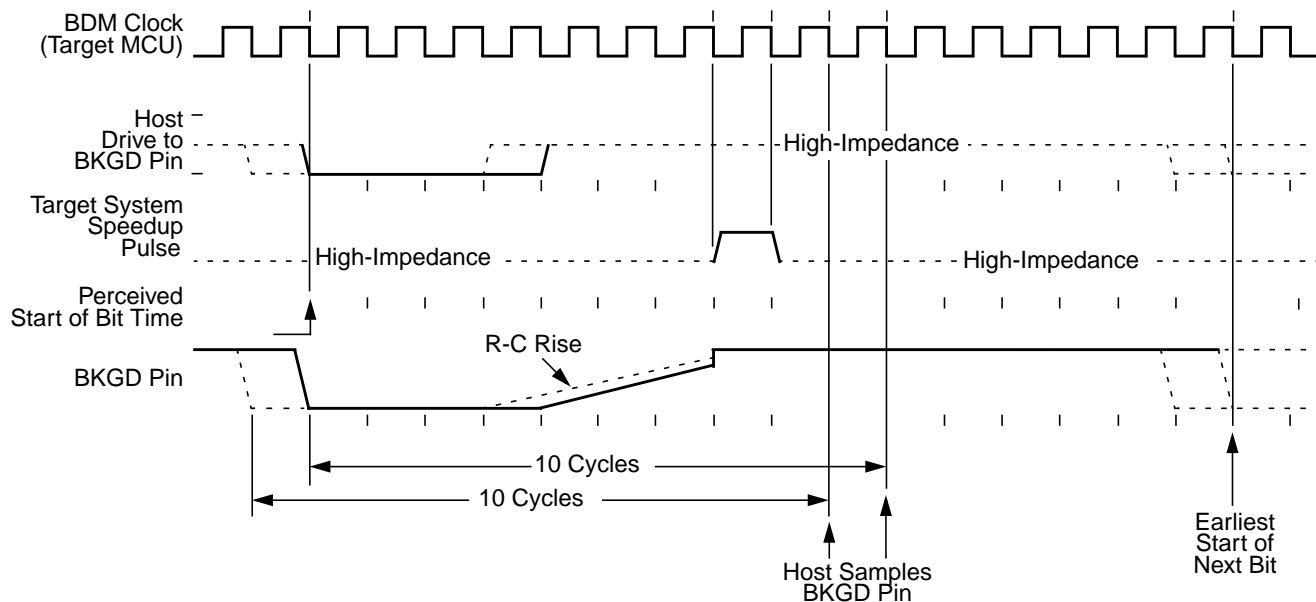 BDM Clock
(Target MCU)
Host
Drive to
BKGD Pin
High-Impedance
Target System
Speedup
Pulse
High-Impedance
High-Impedance
Perceived
Start of Bit Time
R-C Rise
BKGD Pin
10 Cycles
10 Cycles
Host Samples
BKGD Pin
Earliest
Start of
Next Bit